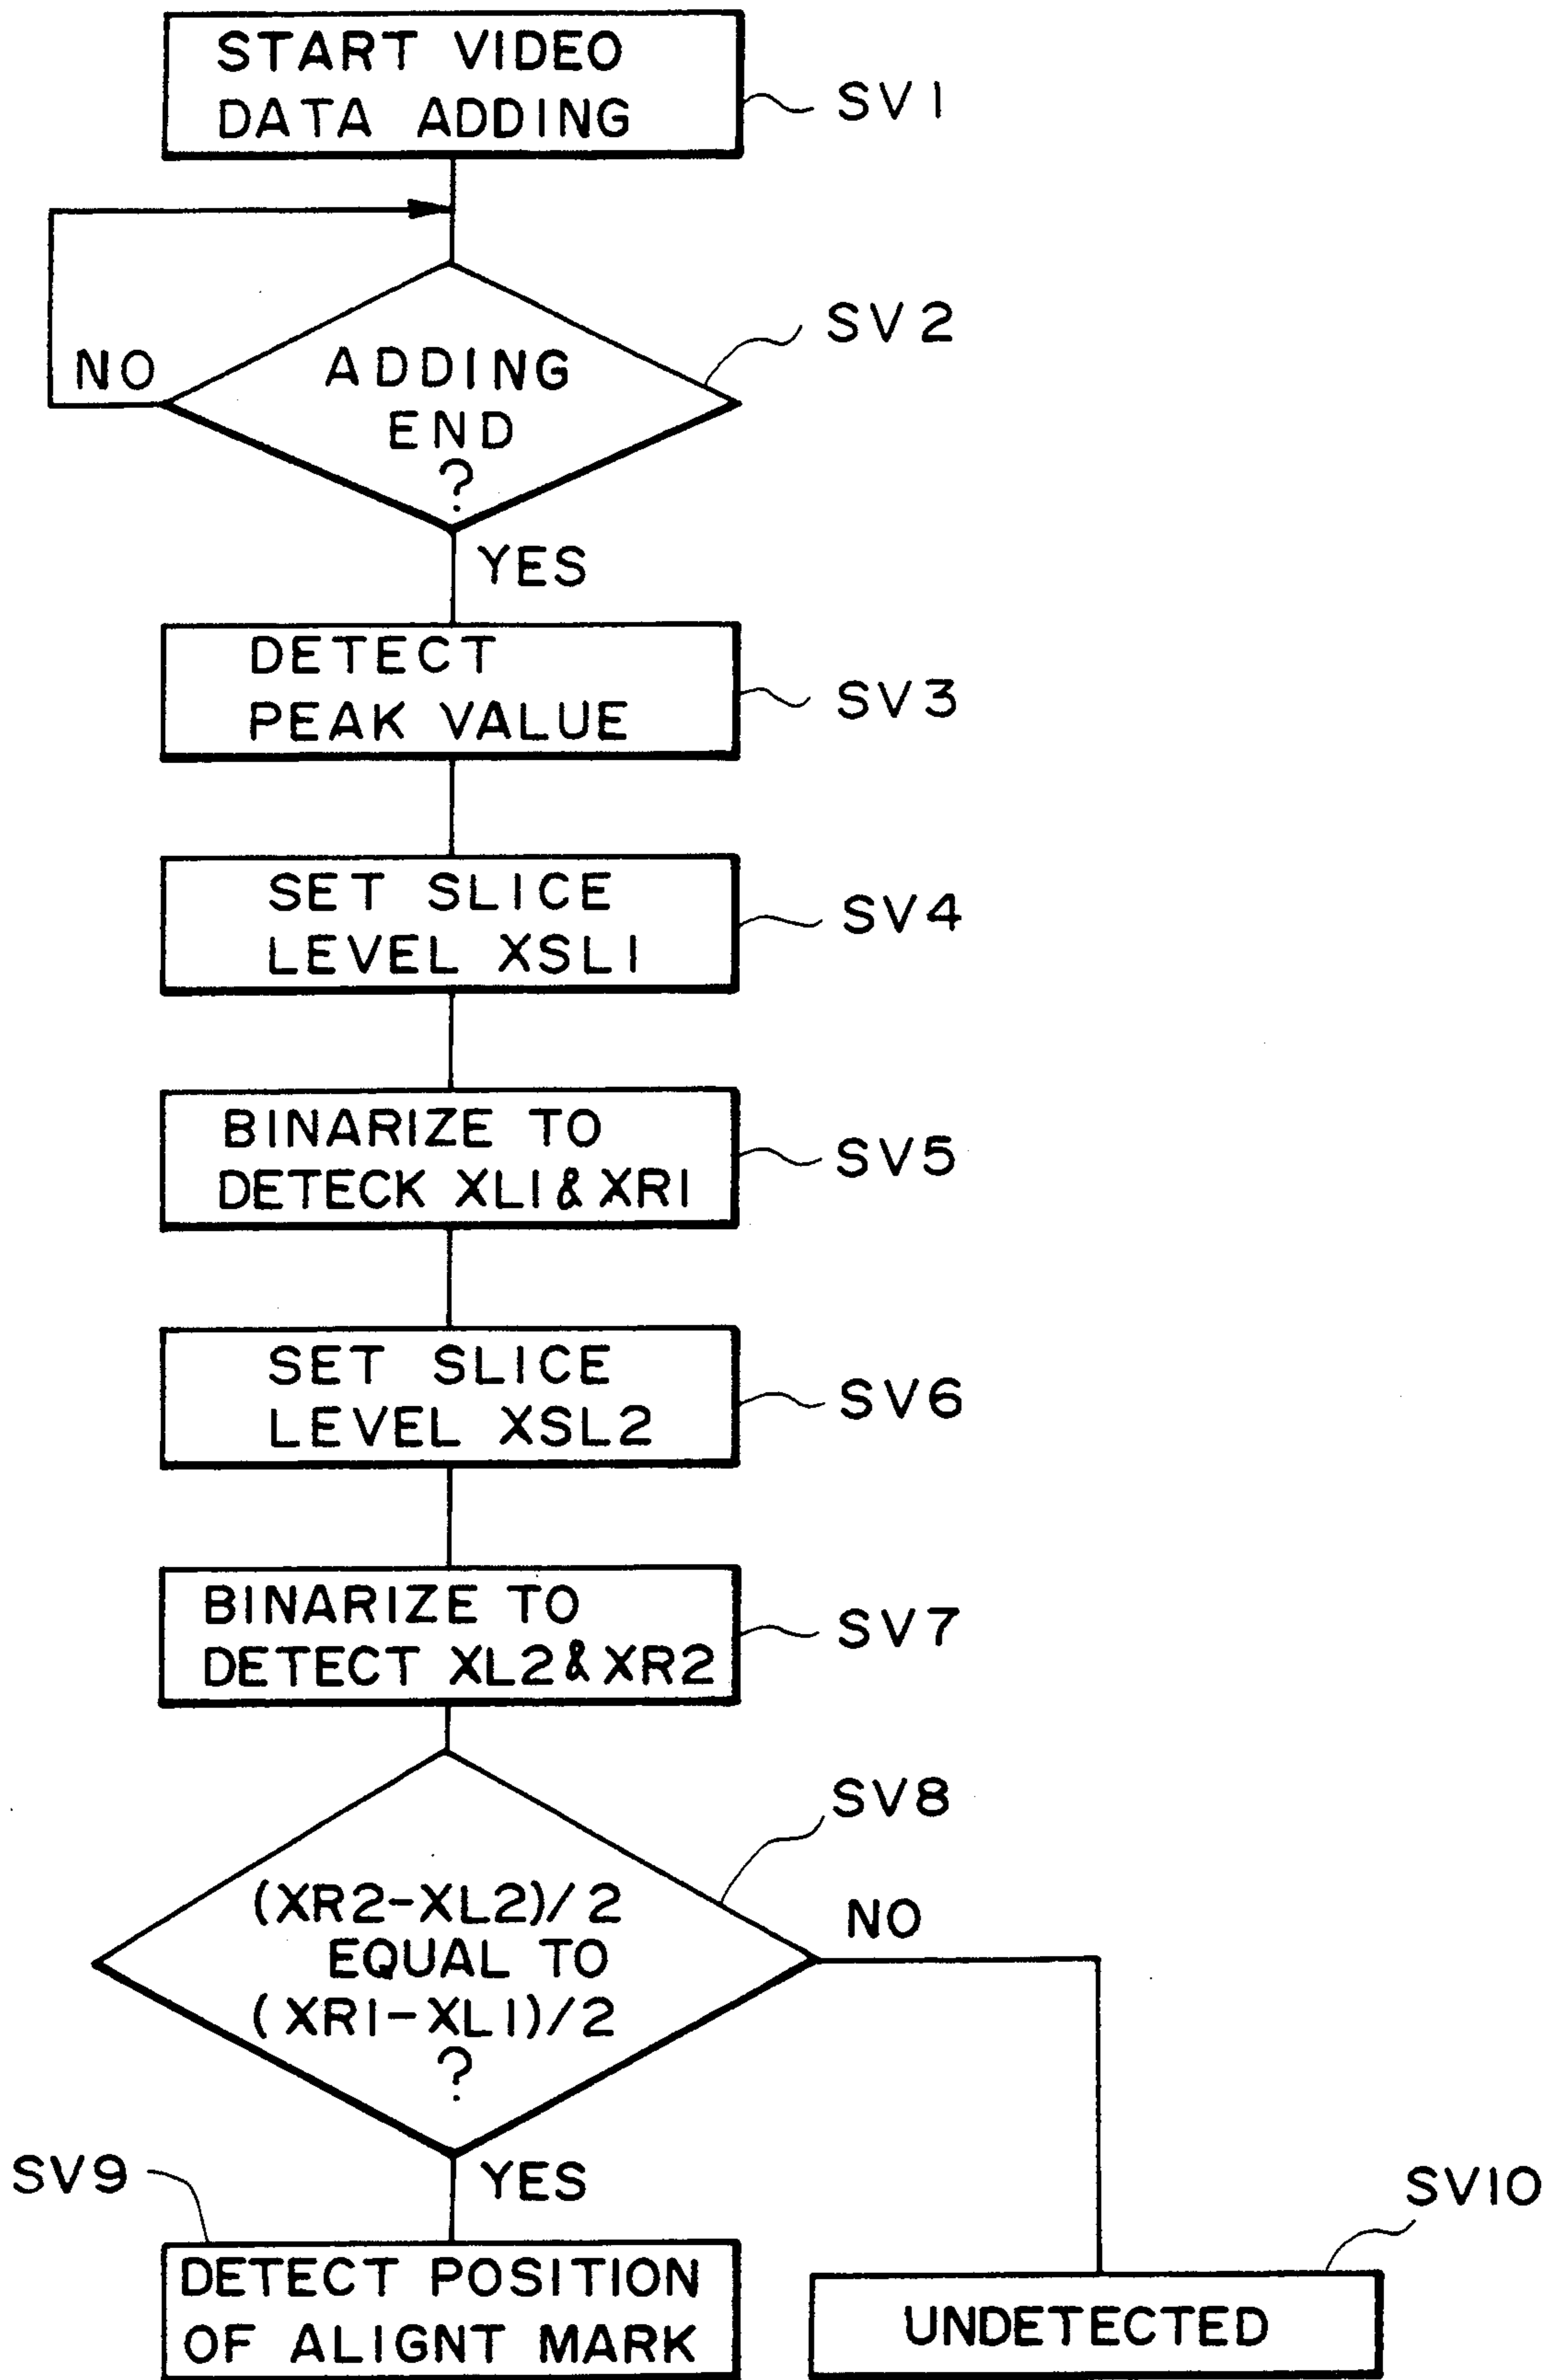 START VIDEO
DATA ADDING
SV1
SV2
NO
ADDING
END
?
YES
DETECT
PEAK VALUE
SV3
SET SLICE
LEVEL XSL1
SV4
BINARIZE TO
DETECK XL1 & XR1
SV5
SET SLICE
LEVEL XSL2
SV6
BINARIZE TO
DETECT XL2 & XR2
SV7
SV8
(XR2-XL2)/2
EQUAL TO
(XR1-XL1)/2
?
NO
YES
SV9
DETECT POSITION
OF ALIGNT MARK
SV10
UNDETECTED